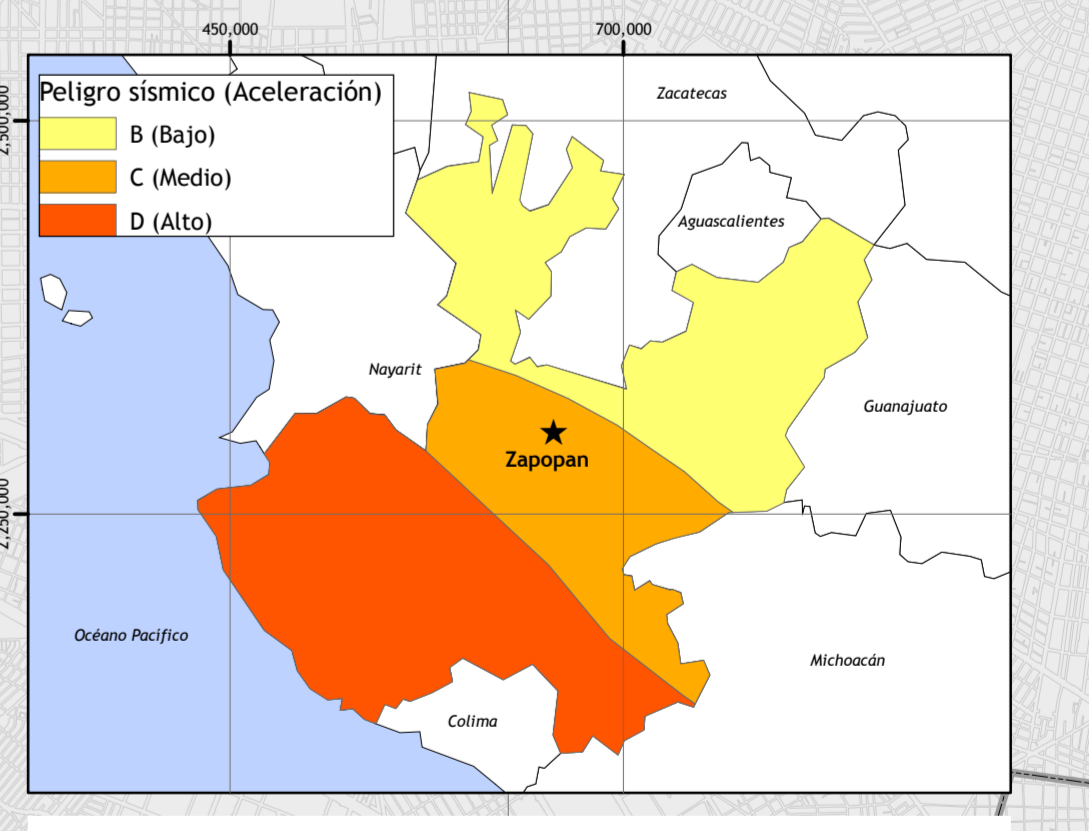 450,000
700,000
Peligro sísmico (Aceleración)
B (Bajo)
C (Medio)
D (Alto)
Zacatecas
2,500,000
Aguascalientes
Nayarit
Guanajuato
Zapopan
2,250,000
Océano Pacífico
Michoacán
Colima